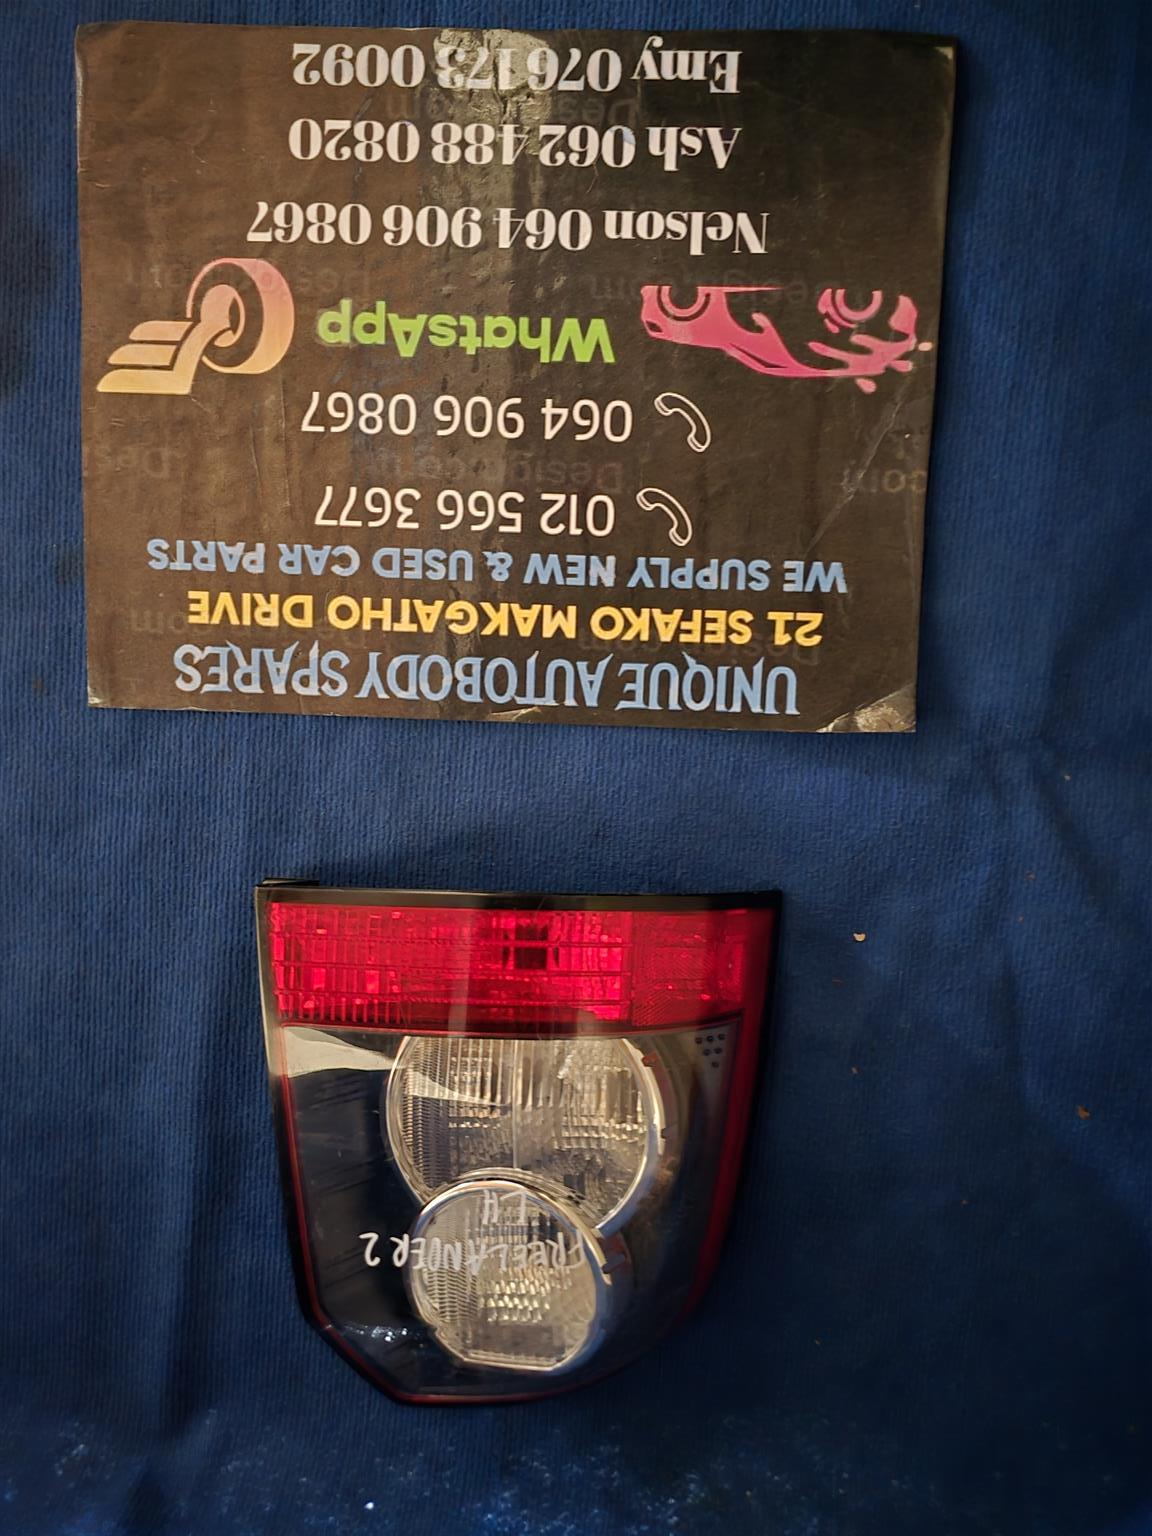 UNIQUE AUTOBODY SPARES
21 SEFAKO MAKGATHO DRIVE
WE SUPPLY NEW & USED CAR PARTS
012 566 3677
064 906 0867
WhatsApp
Nelson 064 906 0867
Ash 062 488 0820
Emy 076 173 0092
FREELANDER 2
LH